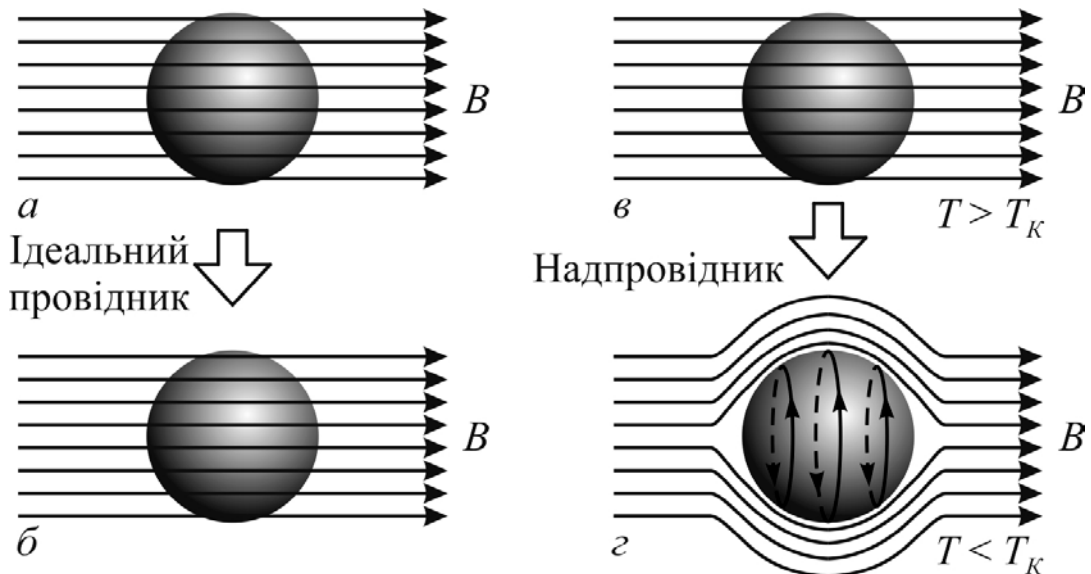 B
B
а
в
T > T_К
Ідеальний
провідник
Надпровідник
B
B
б
г
T < T_К